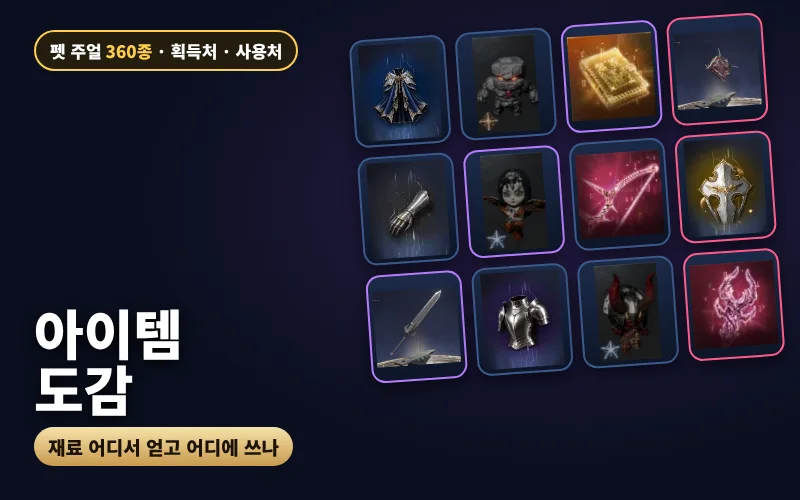 펫 주얼 360종 · 획득처 · 사용처
아이템
도감
재료 어디서 얻고 어디에 쓰나